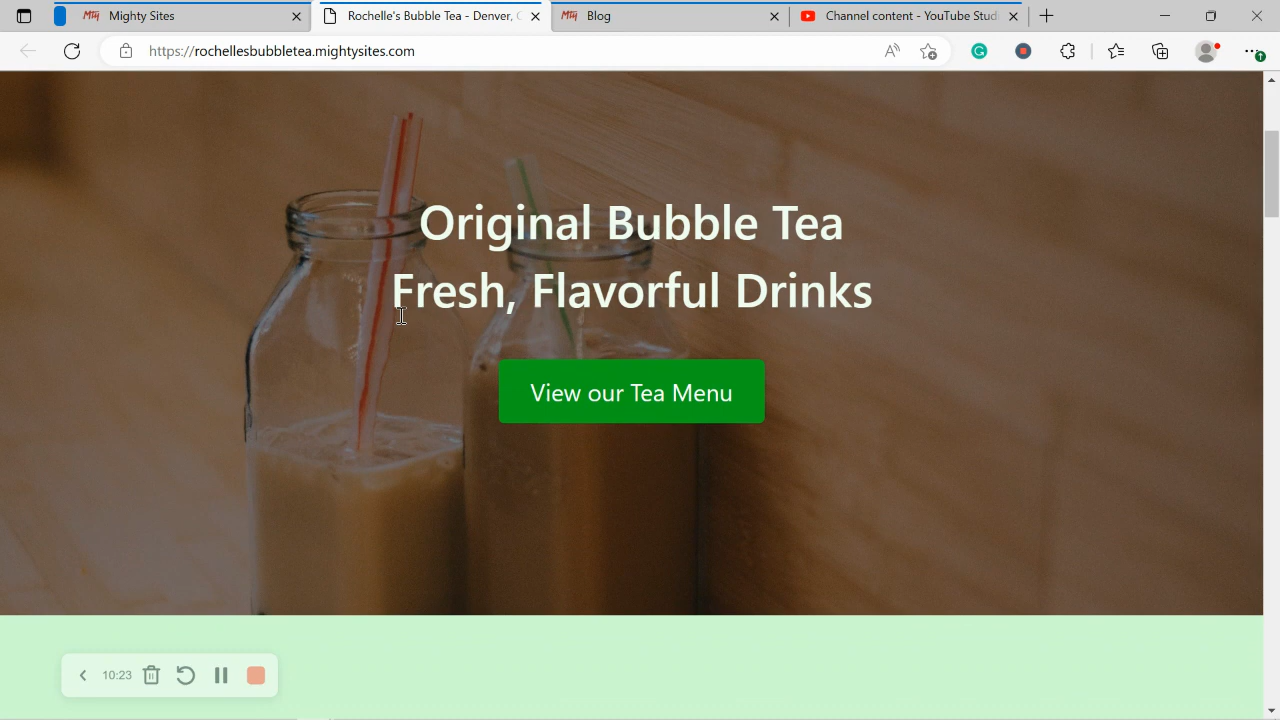 Mighty Sites
Rochelle's Bubble Tea - Denver, C
Blog
Channel content - YouTube Stud
https://rochellesbubbletea.mightysites.com
Original Bubble Tea
Fresh, Flavorful Drinks
View our Tea Menu
10:23